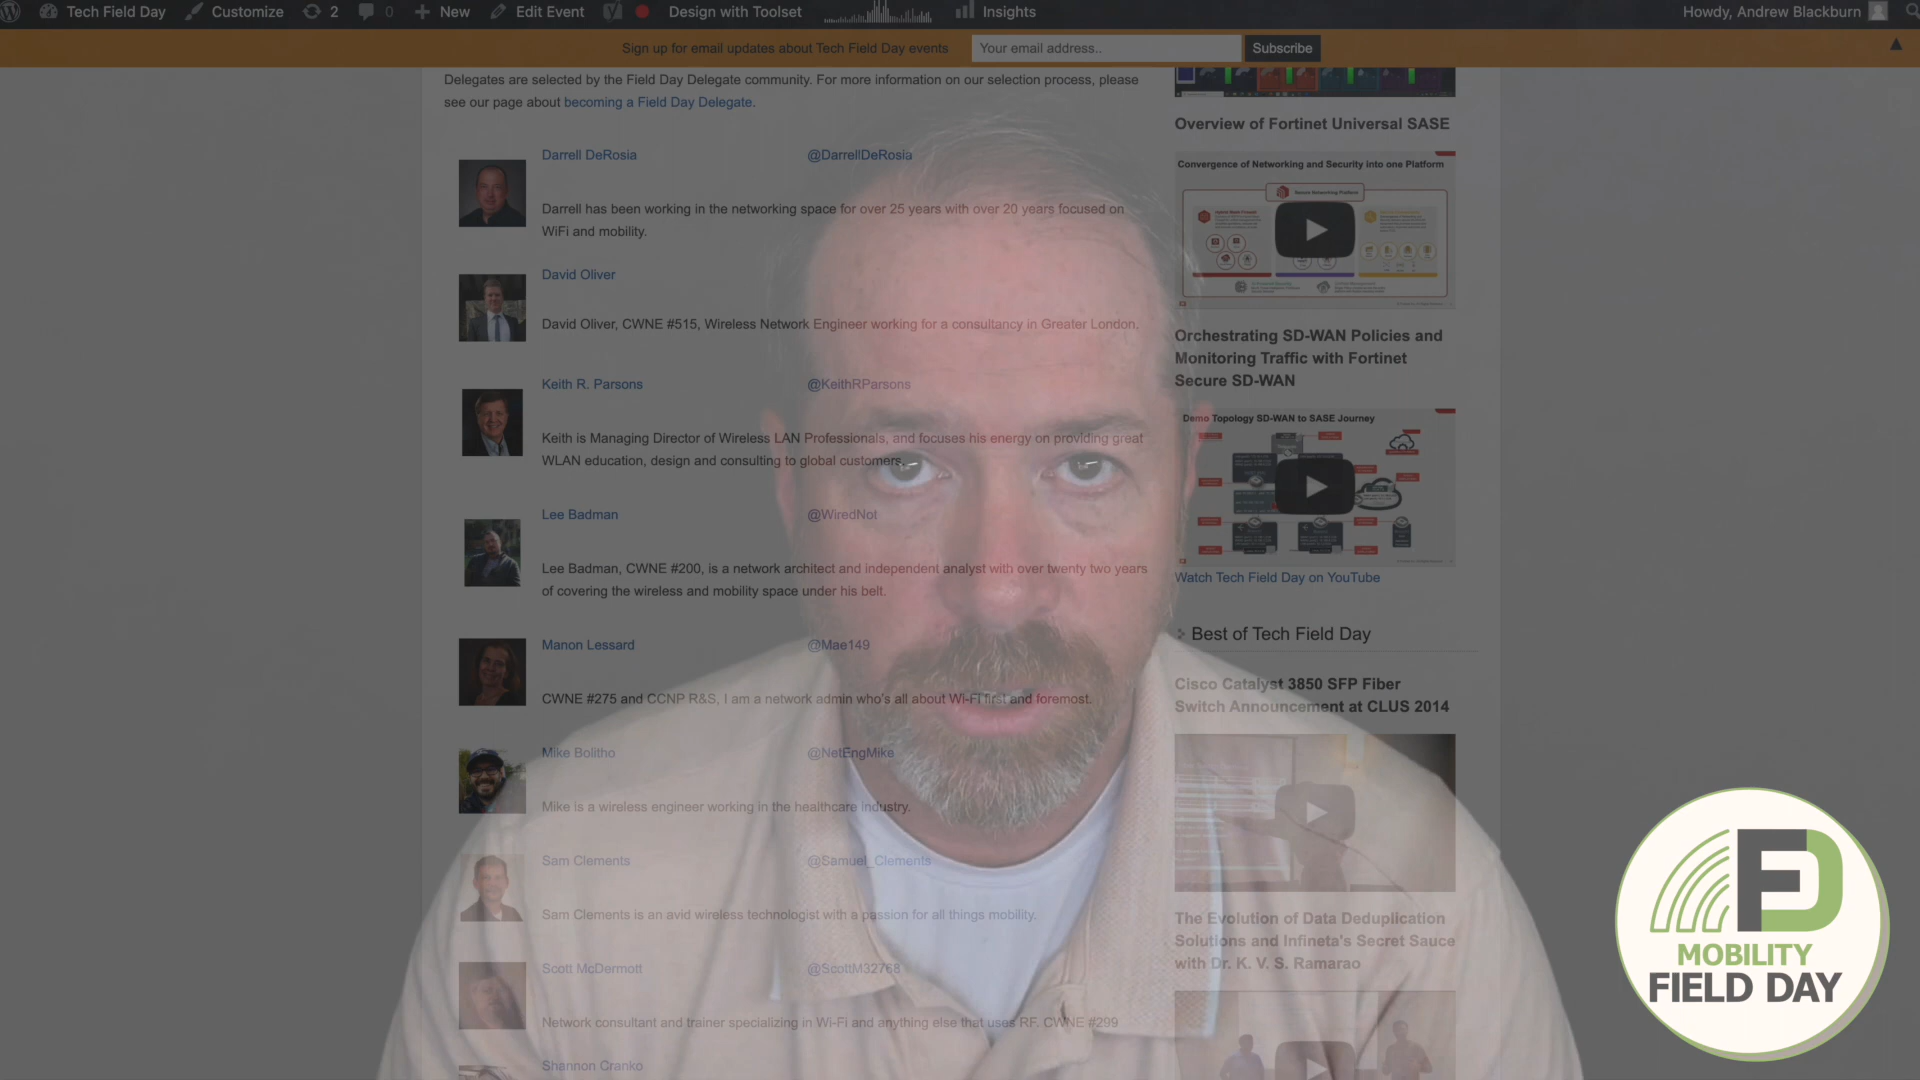 Tech Field Day Customize 2 0 New Edit Event Design with Toolset Insights Howdy, Andrew Blackburn
Sign up for email updates about Tech Field Day events Your email address.. Subscribe
Delegates are selected by the Field Day Delegate community. For more information on our selection process, please
see our page about becoming a Field Day Delegate.
Darrell DeRosia @DarrellDeRosia
Darrell has been working in the networking space for over 25 years with over 20 years focused on
WiFi and mobility.
David Oliver
David Oliver, CWNE #515, Wireless Network Engineer working for a consultancy in Greater London.
Keith R. Parsons @KeithRParsons
Keith is Managing Director of Wireless LAN Professionals, and focuses his energy on providing great
WLAN education, design and consulting to global customers.
Lee Badman @WiredNot
Lee Badman, CWNE #200, is a network architect and independent analyst with over twenty two years
of covering the wireless and mobility space under his belt.
Manon Lessard @Mae149
CWNE #275 and CCNP R&S, I am a network admin who's all about Wi-Fi first and foremost.
Mike Bolitho @NetEngMike
Mike is a wireless engineer working in the healthcare industry.
Sam Clements @Samuel_Clements
Sam Clements is an avid wireless technologist with a passion for all things mobility.
Scott McDermott @ScottM32768
Network consultant and trainer specializing in Wi-Fi and anything else that uses RF. CWNE #299
Shannon Cranko
Overview of Fortinet Universal SASE
Convergence of Networking and Security into one Platform
Secure Networking Platform
Orchestrating SD-WAN Policies and
Monitoring Traffic with Fortinet
Secure SD-WAN
Demo Topology SD-WAN to SASE Journey
Watch Tech Field Day on YouTube
Best of Tech Field Day
Cisco Catalyst 3850 SFP Fiber
Switch Announcement at CLUS 2014
The Evolution of Data Deduplication
Solutions and Infineta's Secret Sauce
with Dr. K. V. S. Ramarao
FD
MOBILITY
FIELD DAY